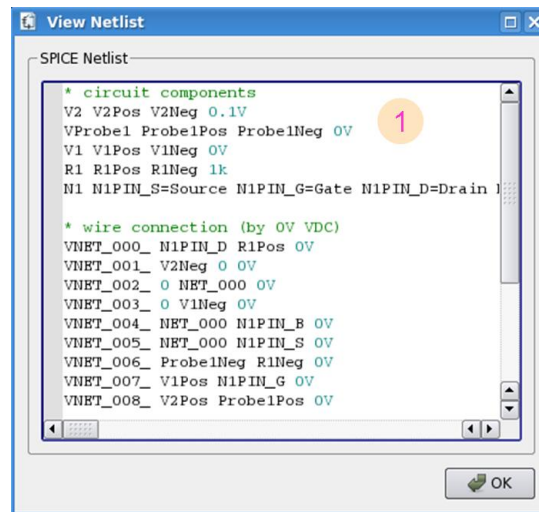 View Netlist
SPICE Netlist
* circuit components
V2 V2Pos V2Neg 0.1V
VProbe1 Probe1Pos Probe1Neg 0V
1
V1 V1Pos V1Neg 0V
R1 R1Pos R1Neg 1k
N1 N1PIN_S=Source N1PIN_G=Gate N1PIN_D=Drain
* wire connection (by 0V VDC)
VNET_000_ N1PIN_D R1Pos 0V
VNET_001_ V2Neg 0 0V
VNET_002_ 0 NET_000 0V
VNET_003_ 0 V1Neg 0V
VNET_004_ NET_000 N1PIN_B 0V
VNET_005_ NET_000 N1PIN_S 0V
VNET_006_ Probe1Neg R1Neg 0V
VNET_007_ V1Pos N1PIN_G 0V
VNET_008_ V2Pos Probe1Pos 0V
OK